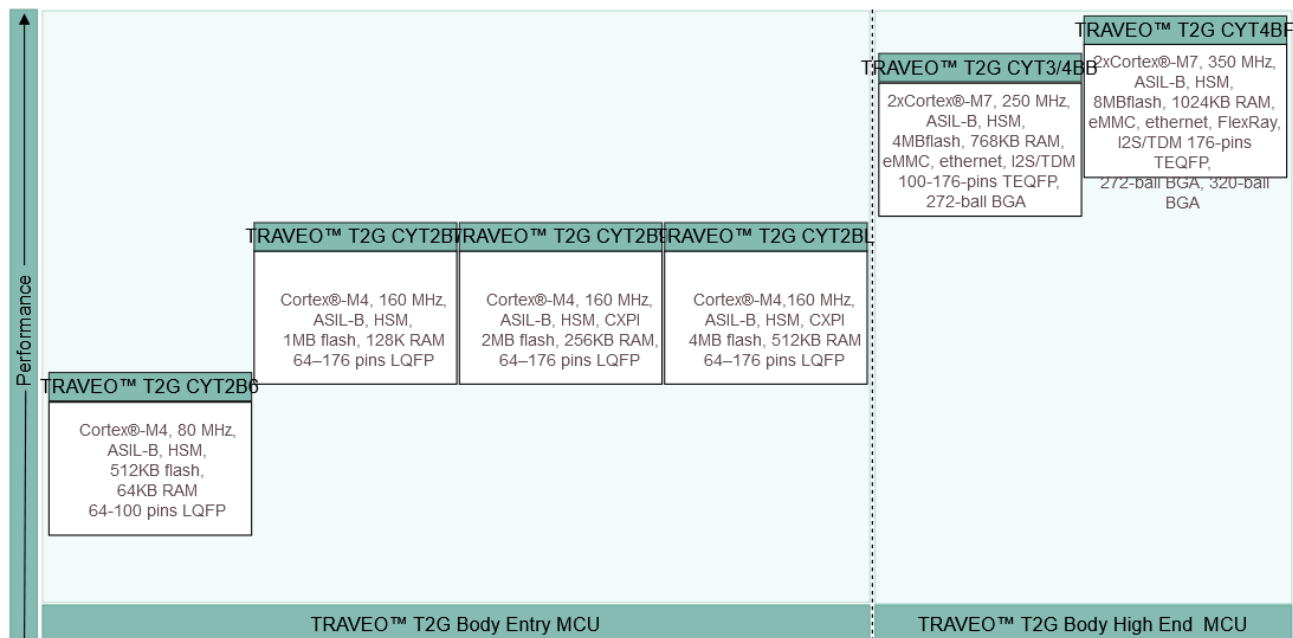 Performance
TRAVEO™ T2G CYT2B6
Cortex®-M4, 80 MHz,
ASIL-B, HSM,
512KB flash,
64KB RAM
64-100 pins LQFP
TRAVEO™ T2G CYT2B7
Cortex®-M4, 160 MHz,
ASIL-B, HSM,
1MB flash, 128K RAM
64–176 pins LQFP
TRAVEO™ T2G CYT2B9
Cortex®-M4, 160 MHz,
ASIL-B, HSM, CXPI
2MB flash, 256KB RAM,
64–176 pins LQFP
TRAVEO™ T2G CYT2BL
Cortex®-M4,160 MHz,
ASIL-B, HSM, CXPI
4MB flash, 512KB RAM
64–176 pins LQFP
TRAVEO™ T2G CYT3/4BB
2xCortex®-M7, 250 MHz,
ASIL-B, HSM,
4MBflash, 768KB RAM,
eMMC, ethernet, I2S/TDM
100-176-pins TEQFP,
272-ball BGA
TRAVEO™ T2G CYT4BF
2xCortex®-M7, 350 MHz,
ASIL-B, HSM,
8MBflash, 1024KB RAM,
eMMC, ethernet, FlexRay,
I2S/TDM 176-pins
TEQFP,
272-ball BGA, 320-ball
BGA
TRAVEO™ T2G Body Entry MCU
TRAVEO™ T2G Body High End MCU